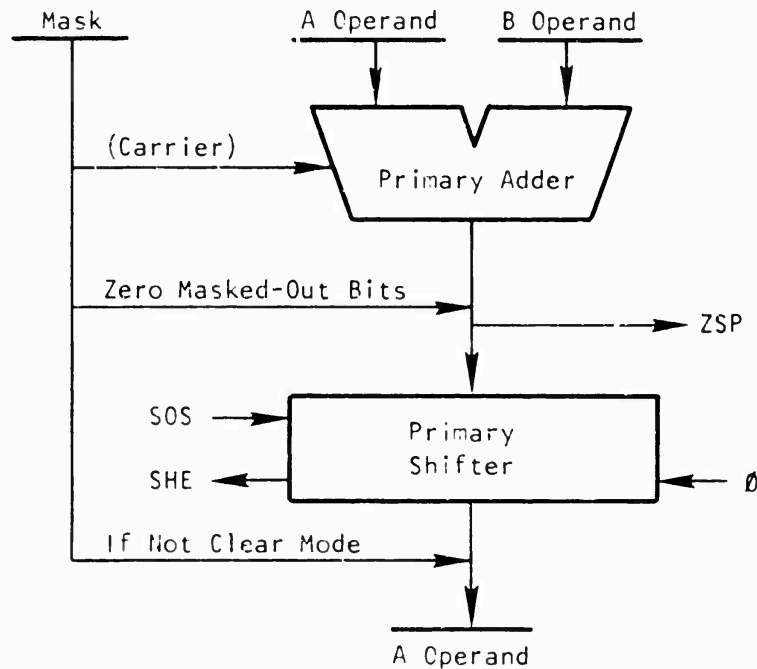 Mask
A Operand
B Operand
(Carrier)
Primary Adder
Zero Masked-Out Bits
ZSP
SOS
Primary
Shifter
SHE
Ø
If Not Clear Mode
A Operand